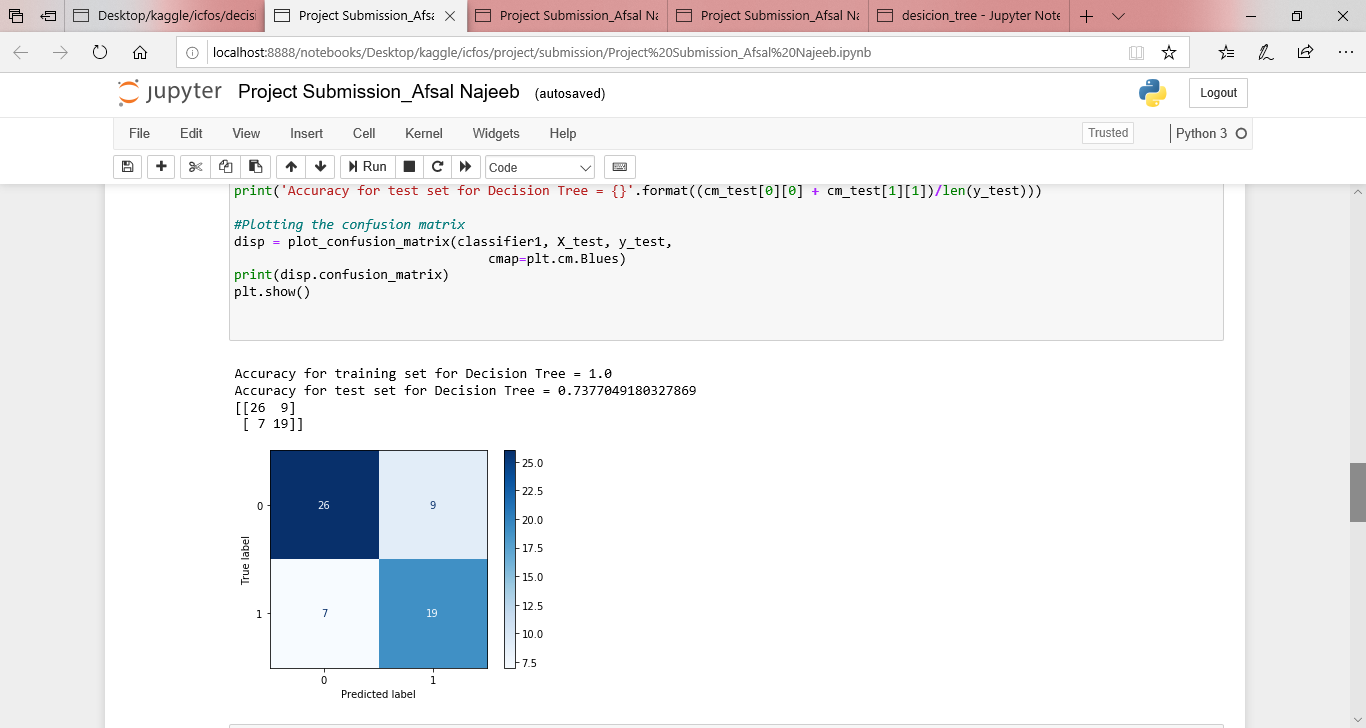 Desktop/kaggle/icfos/decisi
Project Submission_Afsa
Project Submission_Afsal Na
Project Submission_Afsal Na
desicion_tree - Jupyter Note
localhost:8888/notebooks/Desktop/kaggle/icfos/project/submission/Project%20Submission_Afsal%20Najeeb.ipynb
jupyter Project Submission_Afsal Najeeb (autosaved)
Logout
File Edit View Insert Cell Kernel Widgets Help
Trusted
Python 3
Run
Code
print('Accuracy for test set for Decision Tree = {}'.format((cm_test[0][0] + cm_test[1][1])/len(y_test)))
#Plotting the confusion matrix
disp = plot_confusion_matrix(classifier1, X_test, y_test,
cmap=plt.cm.Blues)
print(disp.confusion_matrix)
plt.show()
Accuracy for training set for Decision Tree = 1.0
Accuracy for test set for Decision Tree = 0.7377049180327869
[[26  9]
[ 7 19]]
True label
0
1
26
9
7
19
0
1
Predicted label
25.0
22.5
20.0
17.5
15.0
12.5
10.0
7.5